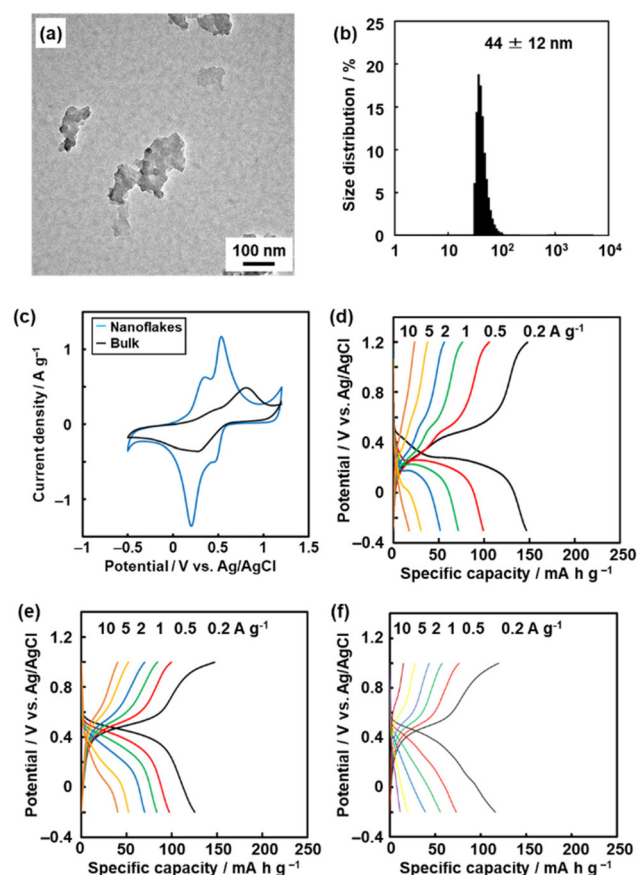 (a)
100 nm
(b)
44 ± 12 nm
Size distribution / %
25
20
15
10
5
0
1 10 10² 10³ 10⁴
(c)
Nanoflakes
Bulk
Current density / A g⁻¹
1
0
−1
−1 −0.5 0 0.5 1 1.5
Potential / V vs. Ag/AgCl
(d)
10 5 2 1 0.5 0.2 A g⁻¹
Potential / V vs. Ag/AgCl
1.2
0.8
0.4
0
−0.4
0 50 100 150 200 250
Specific capacity / mA h g⁻¹
(e)
10 5 2 1 0.5 0.2 A g⁻¹
Potential / V vs. Ag/AgCl
1.2
0.8
0.4
0
−0.4
0 50 100 150 200 250
Specific capacity / mA h g⁻¹
(f)
10 5 2 1 0.5 0.2 A g⁻¹
Potential / V vs. Ag/AgCl
1.2
0.8
0.4
0
−0.4
0 50 100 150 200 250
Specific capacity / mA h g⁻¹